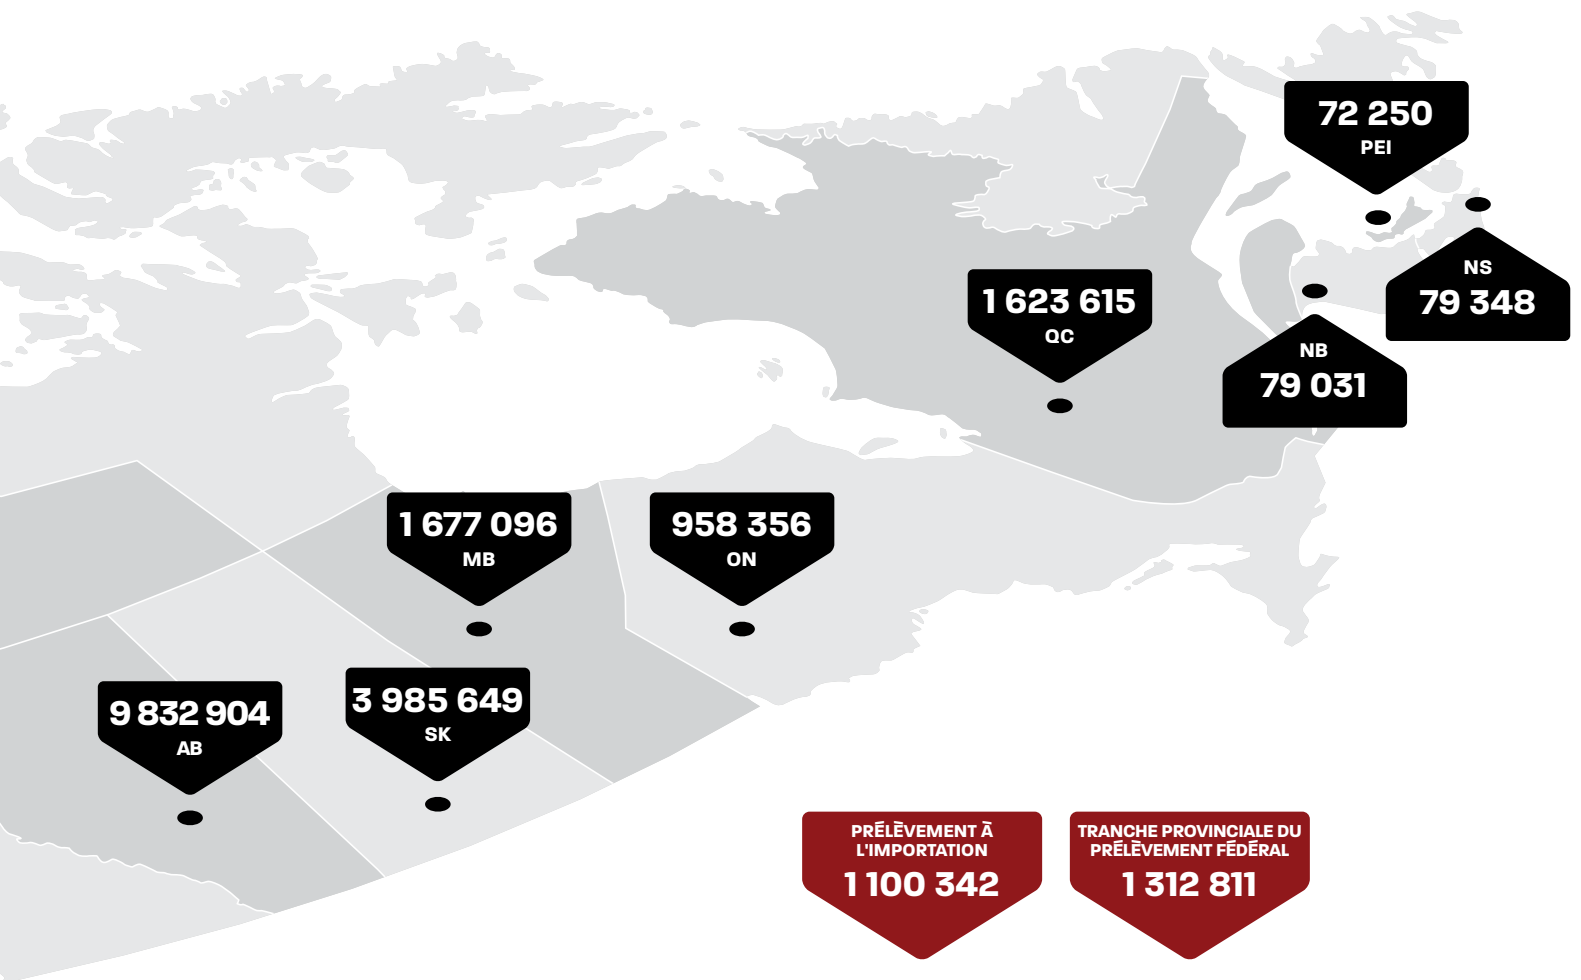 72 250
PEI
NS
79 348
1 623 615
QC
NB
79 031
1 677 096
MB
958 356
ON
9 832 904
AB
3 985 649
SK
PRÉLÈVEMENT À
L'IMPORTATION
1 100 342
TRANCHE PROVINCIALE DU
PRÉLÈVEMENT FÉDÉRAL
1 312 811